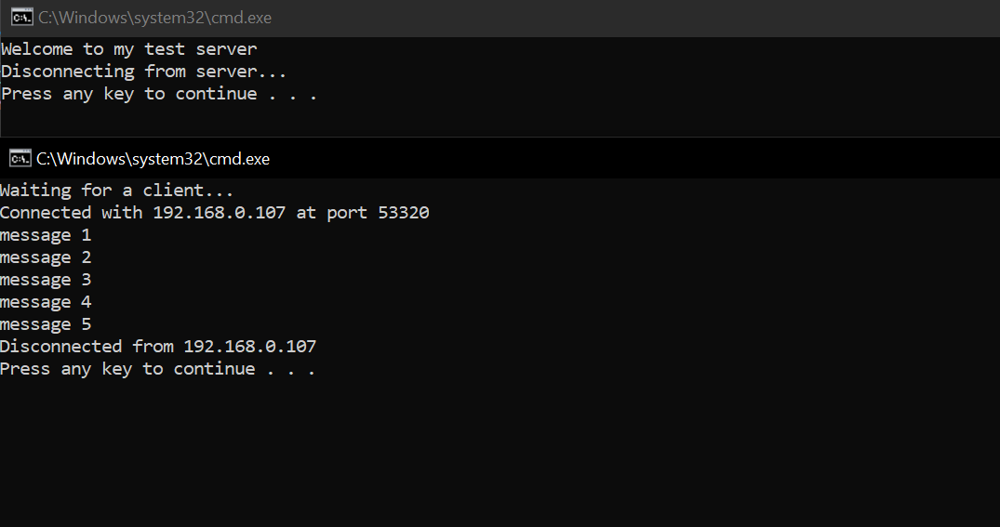 C:\Windows\system32\cmd.exe
Welcome to my test server
Disconnecting from server...
Press any key to continue . . .
C:\Windows\system32\cmd.exe
Waiting for a client...
Connected with 192.168.0.107 at port 53320
message 1
message 2
message 3
message 4
message 5
Disconnected from 192.168.0.107
Press any key to continue . . .